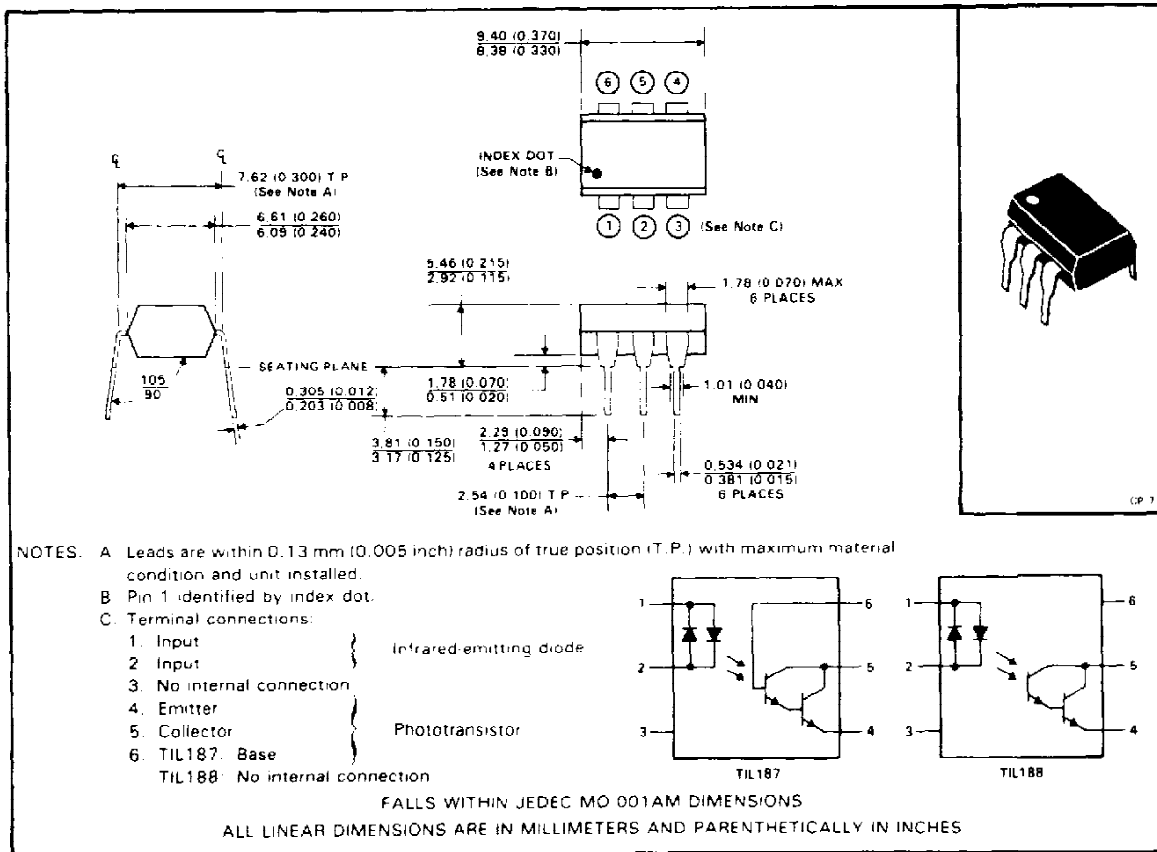 9.40 (0.370)
8.38 (0.330)
6 5 4
INDEX DOT
(See Note B)
1 2 3 (See Note C)
℄ ℄
7.62 (0.300) T P
(See Note A)
6.61 (0.260)
6.09 (0.240)
5.46 (0.215)
2.92 (0.115)
1.78 (0.070) MAX
6 PLACES
SEATING PLANE
105
90
0.305 (0.012)
0.203 (0.008)
1.78 (0.070)
0.51 (0.020)
1.01 (0.040)
MIN
3.81 (0.150)
3.17 (0.125)
2.29 (0.090)
1.27 (0.050)
4 PLACES
0.534 (0.021)
0.381 (0.015)
6 PLACES
2.54 (0.100) T P
(See Note A)
NOTES. A Leads are within 0.13 mm (0.005 inch) radius of true position (T.P.) with maximum material
condition and unit installed.
B Pin 1 identified by index dot.
C. Terminal connections:
1. Input
2 Input
Infrared-emitting diode
3. No internal connection
4. Emitter
5. Collector
6. TIL187. Base
Phototransistor
TIL188 No internal connection
1 2 3 6 5 4
TIL187
1 2 3 6 5 4
TIL188
FALLS WITHIN JEDEC MO 001AM DIMENSIONS
ALL LINEAR DIMENSIONS ARE IN MILLIMETERS AND PARENTHETICALLY IN INCHES